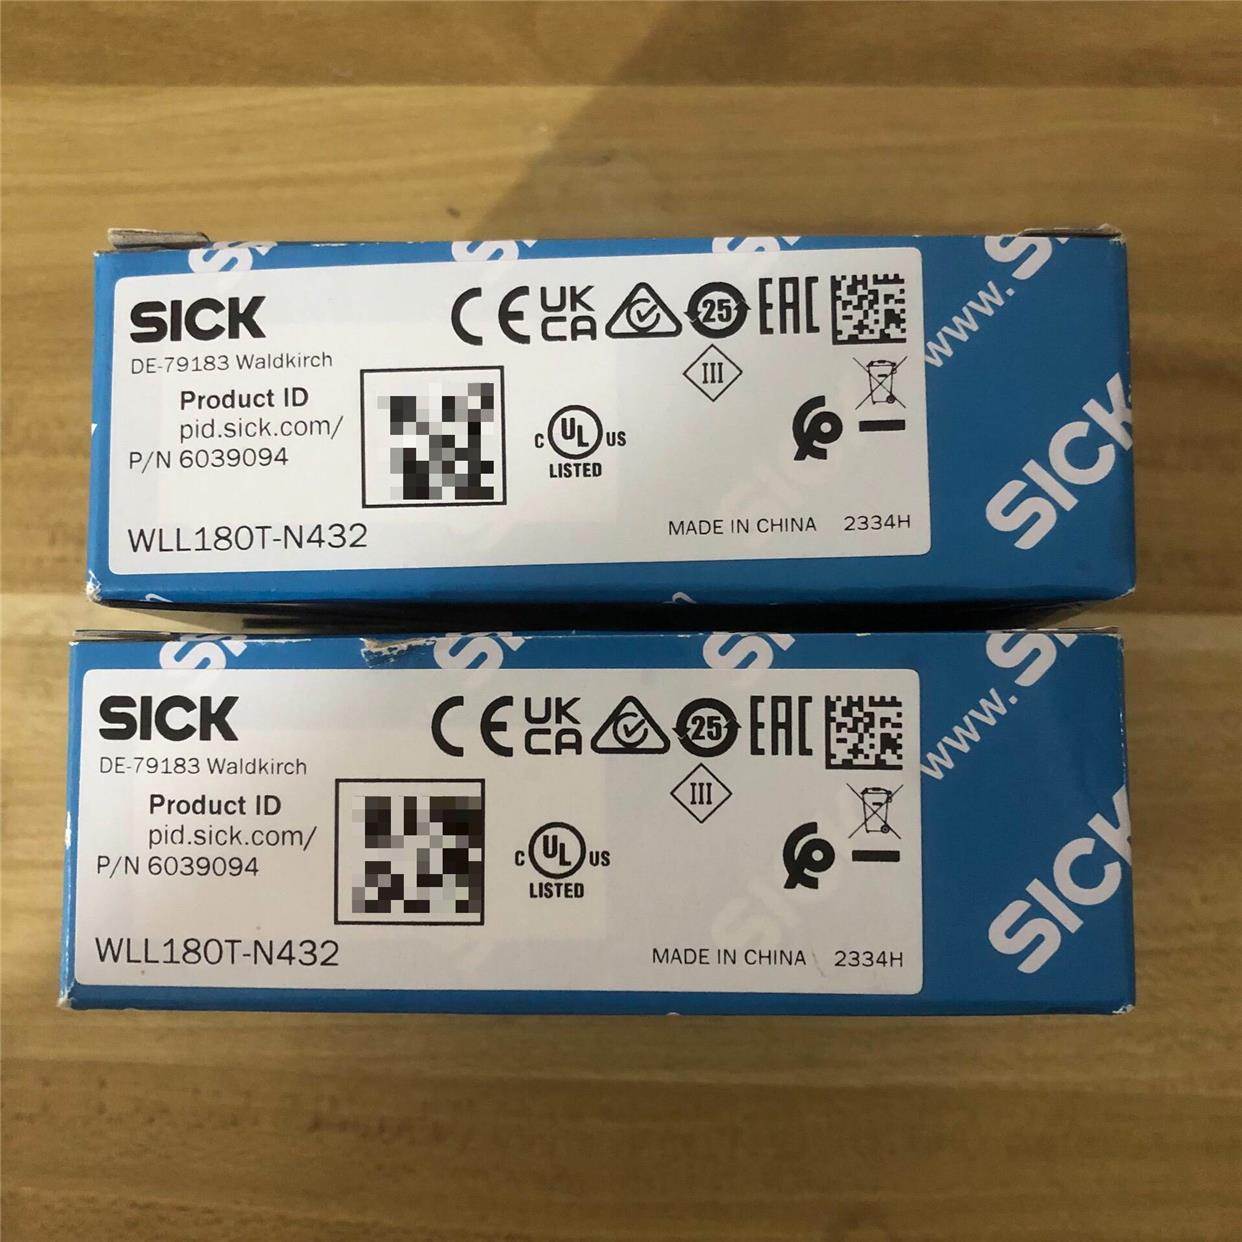 SICK
DE-79183 Waldkirch
Product ID
pid.sick.com/
P/N 6039094
WLL180T-N432
CE UK CA 25 EAC
III
C UL US
LISTED
MADE IN CHINA 2334H
www.SICK
SICK
SICK
DE-79183 Waldkirch
Product ID
pid.sick.com/
P/N 6039094
WLL180T-N432
CE UK CA 25 EAC
III
C UL US
LISTED
MADE IN CHINA 2334H
www.SICK
SICK